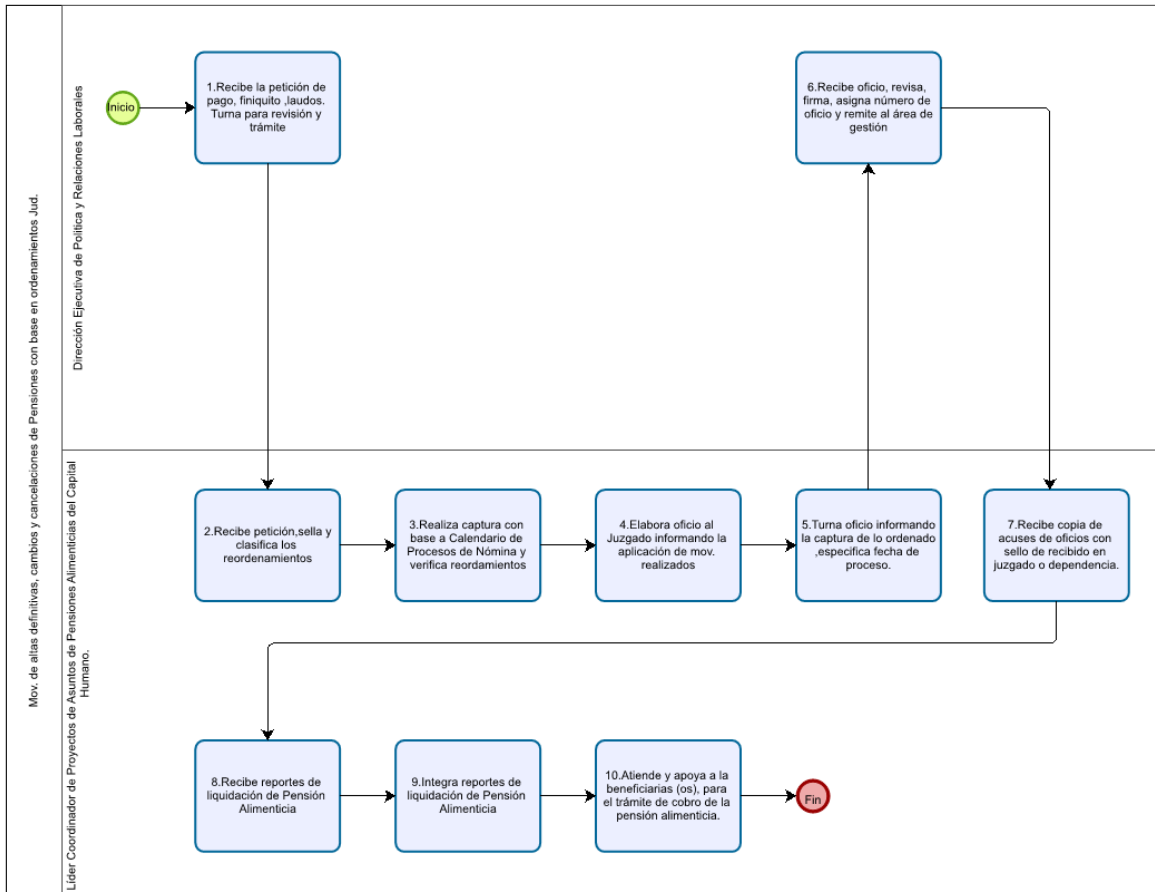 Mov. de altas definitivas, cambios y cancelaciones de Pensiones con base en ordenamientos Jud.
Dirección Ejecutiva de Política y Relaciones Laborales
Inicio
1.Recibe la petición de
pago, finiquito ,laudos.
Turna para revisión y
trámite
6.Recibe oficio, revisa,
firma, asigna número de
oficio y remite al área de
gestión
Líder Coordinador de Proyectos de Asuntos de Pensiones Alimenticias del Capital
Humano.
2.Recibe petición,sella y
clasifica los
reordenamientos
3.Realiza captura con
base a Calendario de
Procesos de Nómina y
verifica reordamientos
4.Elabora oficio al
Juzgado informando la
aplicación de mov.
realizados
5.Turna oficio informando
la captura de lo ordenado
,especifica fecha de
proceso.
7.Recibe copia de
acuses de oficios con
sello de recibido en
juzgado o dependencia.
8.Recibe reportes de
liquidación de Pensión
Alimenticia
9.Integra reportes de
liquidación de Pensión
Alimenticia
10.Atiende y apoya a la
beneficiarias (os), para
el trámite de cobro de la
pensión alimenticia.
Fin